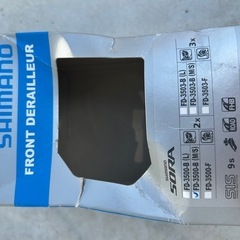 SHIMANO
FRONT DERAILLEUR
3x
FD-3503-B (L)
FD-3503-B (M/S)
FD-3503-F
SHIMANO
SORA
2x
FD-3500-B (L)
FD-3500-B (M/S)
FD-3500-F
SIS
9s